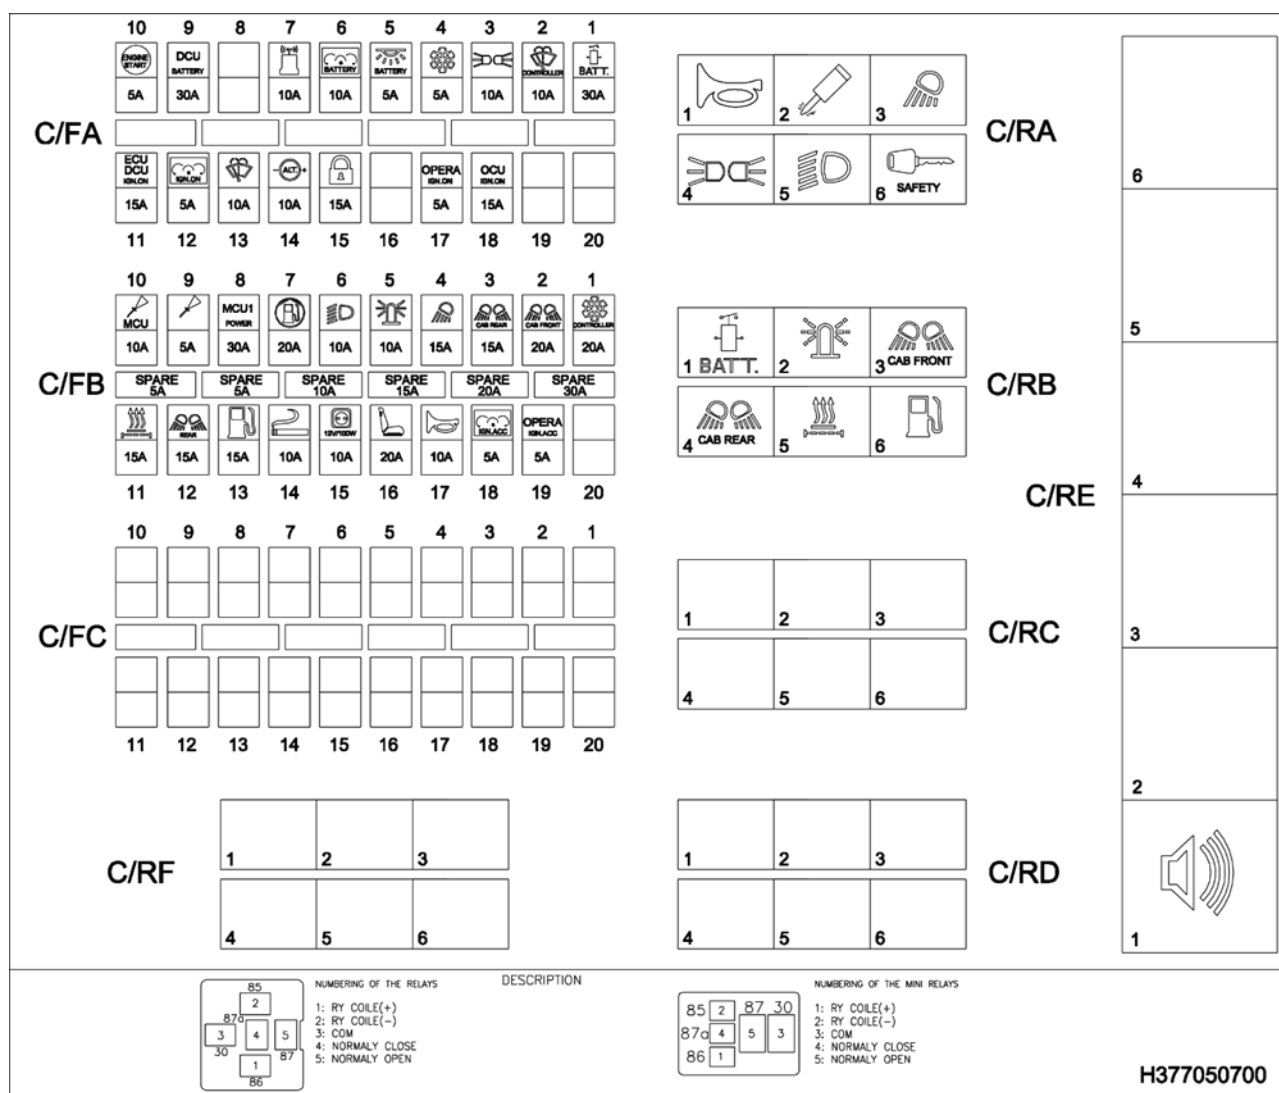 10 9 8 7 6 5 4 3 2 1
ENGINE START
DCU BATTERY
BATTERY
BATTERY
CONTROLLER
BATT.
5A 30A 10A 10A 5A 5A 10A 10A 30A
C/FA
ECU DCU IGN.ON
IGN.ON
-ALT.+
OPERA IGN.ON
OCU IGN.ON
15A 5A 10A 10A 15A 5A 15A
11 12 13 14 15 16 17 18 19 20
10 9 8 7 6 5 4 3 2 1
MCU
MCU1 POWER
CAB REAR
CAB FRONT
CONTROLLER
10A 5A 30A 20A 10A 10A 15A 15A 20A 20A
C/FB
SPARE SPARE SPARE SPARE SPARE SPARE
5A 5A 10A 15A 20A 30A
REAR
12V/100W
IGN.ACC
OPERA IGN.ACC
15A 15A 15A 10A 10A 20A 10A 5A 5A
11 12 13 14 15 16 17 18 19 20
10 9 8 7 6 5 4 3 2 1
C/FC
11 12 13 14 15 16 17 18 19 20
1 2 3
C/RF
4 5 6
1 2 3
C/RA
4 5 6 SAFETY
1 BATT. 2 3 CAB FRONT
C/RB
4 CAB REAR 5 6
1 2 3
C/RC
4 5 6
1 2 3
C/RD
4 5 6
6
5
4
C/RE
3
2
1
DESCRIPTION
85
2
87a
3 4 5
30 87
1
86
NUMBERING OF THE RELAYS
1: RY COILE(+)
2: RY COILE(-)
3: COM
4: NORMALY CLOSE
5: NORMALY OPEN
85 2 87 30
87a 4 5 3
86 1
NUMBERING OF THE MINI RELAYS
1: RY COILE(+)
2: RY COILE(-)
3: COM
4: NORMALY CLOSE
5: NORMALY OPEN
H377050700